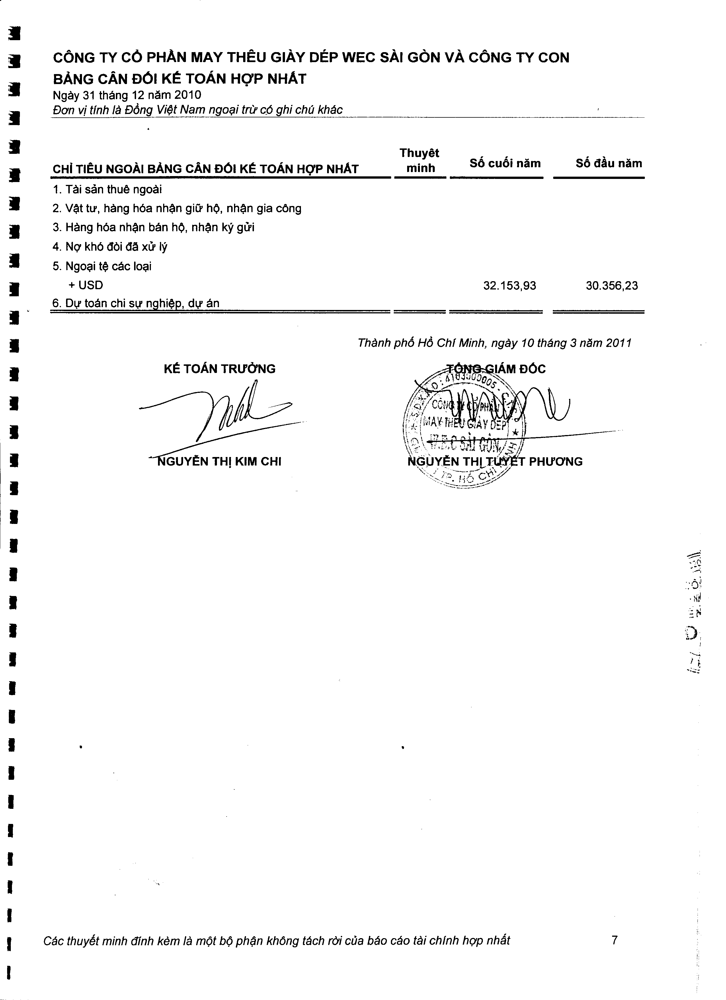 CÔNG TY CỔ PHẦN MAY THÊU GIÀY DÉP WEC SÀI GÒN VÀ CÔNG TY CON
BẢNG CÂN ĐỐI KẾ TOÁN HỢP NHẤT
Ngày 31 tháng 12 năm 2010
Đơn vị tính là Đồng Việt Nam ngoại trừ có ghi chú khác
CHỈ TIÊU NGOÀI BẢNG CÂN ĐỐI KẾ TOÁN HỢP NHẤT Thuyết minh Số cuối năm Số đầu năm
1. Tài sản thuê ngoài
2. Vật tư, hàng hóa nhận giữ hộ, nhận gia công
3. Hàng hóa nhận bán hộ, nhận ký gửi
4. Nợ khó đòi đã xử lý
5. Ngoại tệ các loại
+ USD 32.153,93 30.356,23
6. Dự toán chi sự nghiệp, dự án
Thành phố Hồ Chí Minh, ngày 10 tháng 3 năm 2011
KẾ TOÁN TRƯỞNG TỔNG GIÁM ĐỐC
S.Đ.K.K.D: 4103000005 - C.T.C.P
CÔNG TY CỔ PHẦN
MAY THÊU GIÀY DÉP
W.E.C SÀI GÒN
TP. HỒ CHÍ MINH
NGUYỄN THỊ KIM CHI NGUYỄN THỊ TUYẾT PHƯƠNG
Các thuyết minh đính kèm là một bộ phận không tách rời của báo cáo tài chính hợp nhất 7